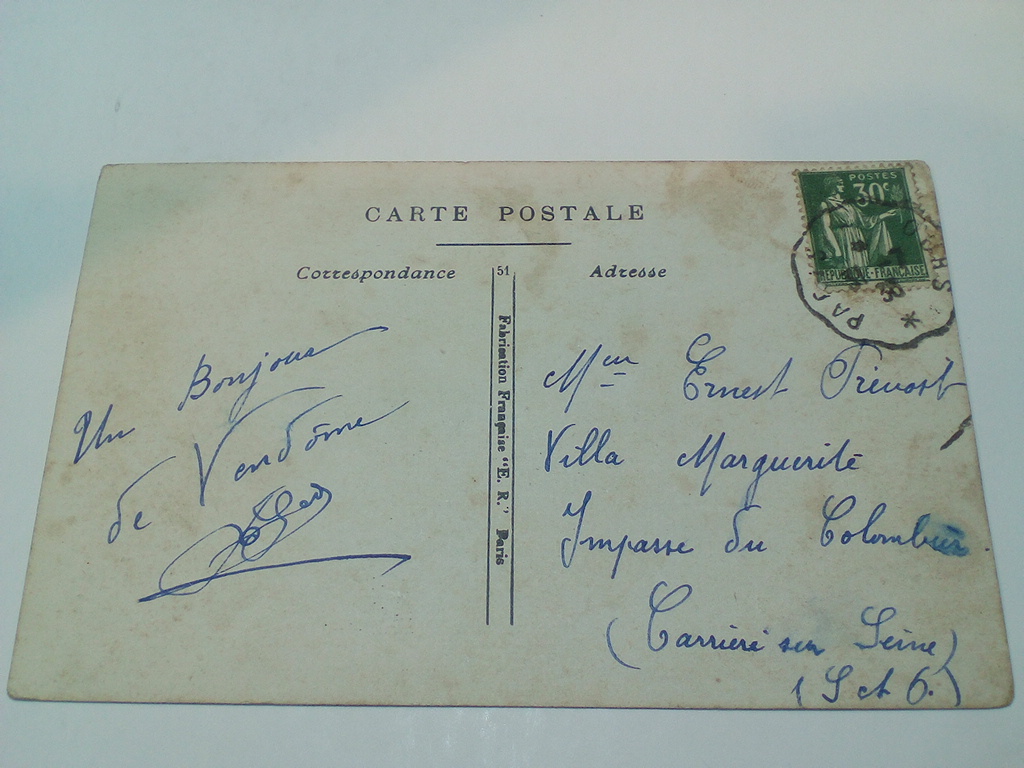 CARTE POSTALE
Correspondance
51
Adresse
Fabrication Française "E. R." Paris
POSTES
30c
REPUBLIQUE-FRANÇAISE
Un Bonjour
de Vendôme
Ernest Prévost
Villa Marguerite
Impasse du Colombier
(Carrière sur Seine)
(S et O.)